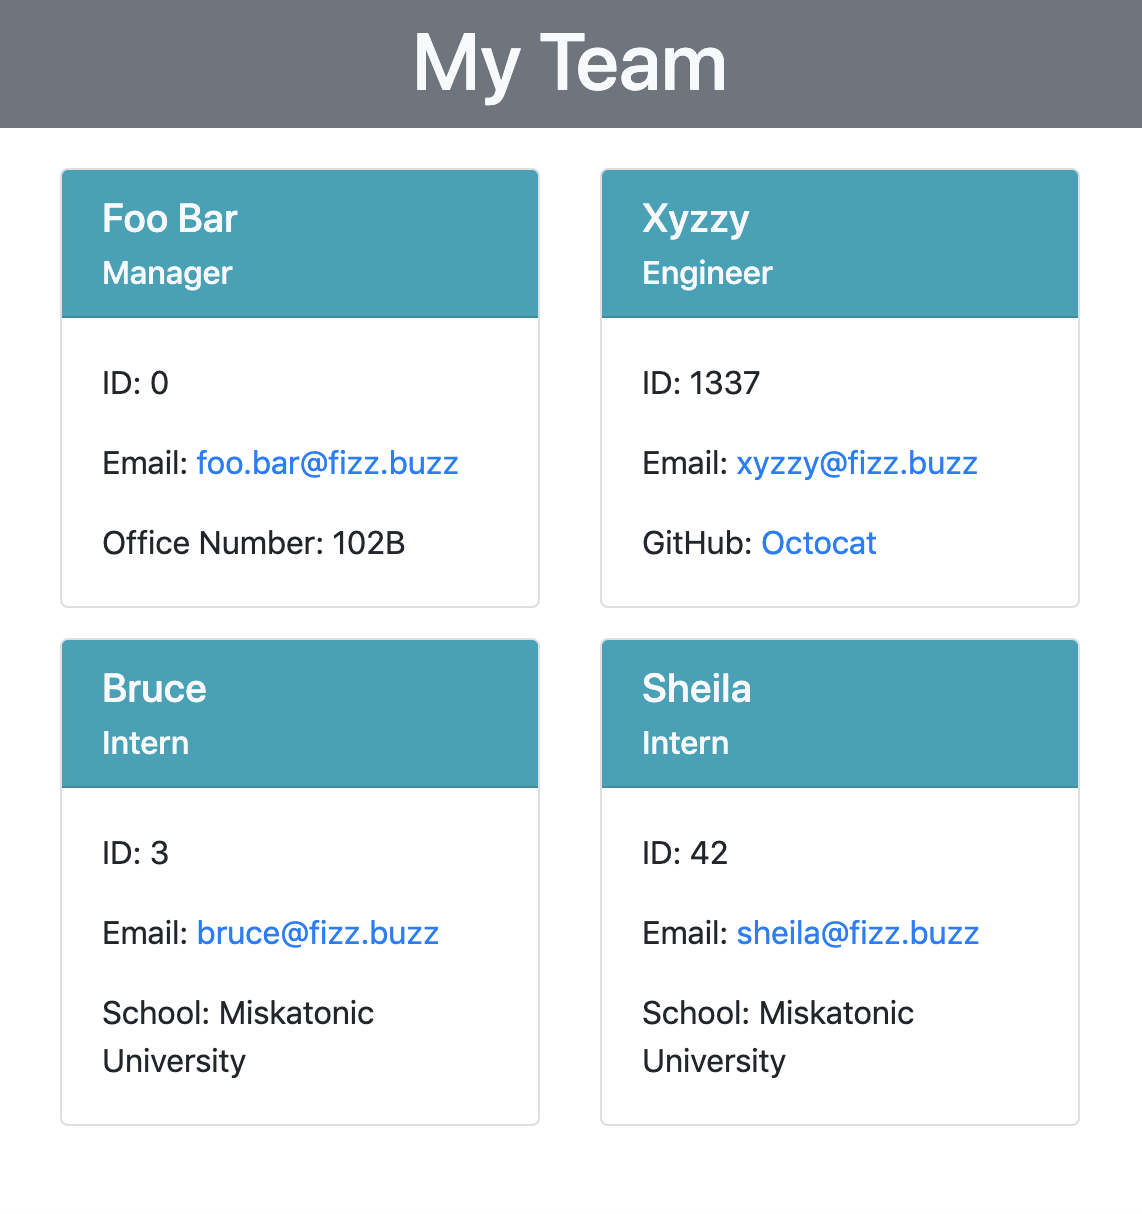 My Team
Foo Bar
Manager
ID: 0
Email: foo.bar@fizz.buzz
Office Number: 102B
Xyzzy
Engineer
ID: 1337
Email: xyzzy@fizz.buzz
GitHub: Octocat
Bruce
Intern
ID: 3
Email: bruce@fizz.buzz
School: Miskatonic
University
Sheila
Intern
ID: 42
Email: sheila@fizz.buzz
School: Miskatonic
University